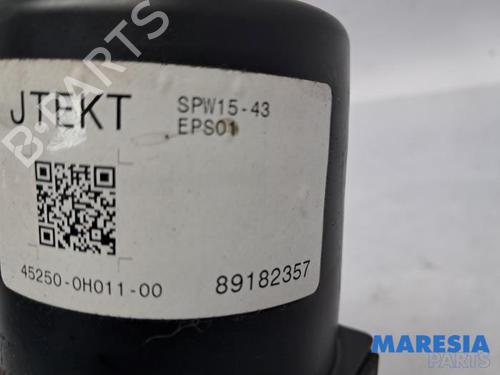 JTEKT
SPW15-43
EPS01
45250-0H011-00
89182357
B-PARTS
MARESIA
PARTS